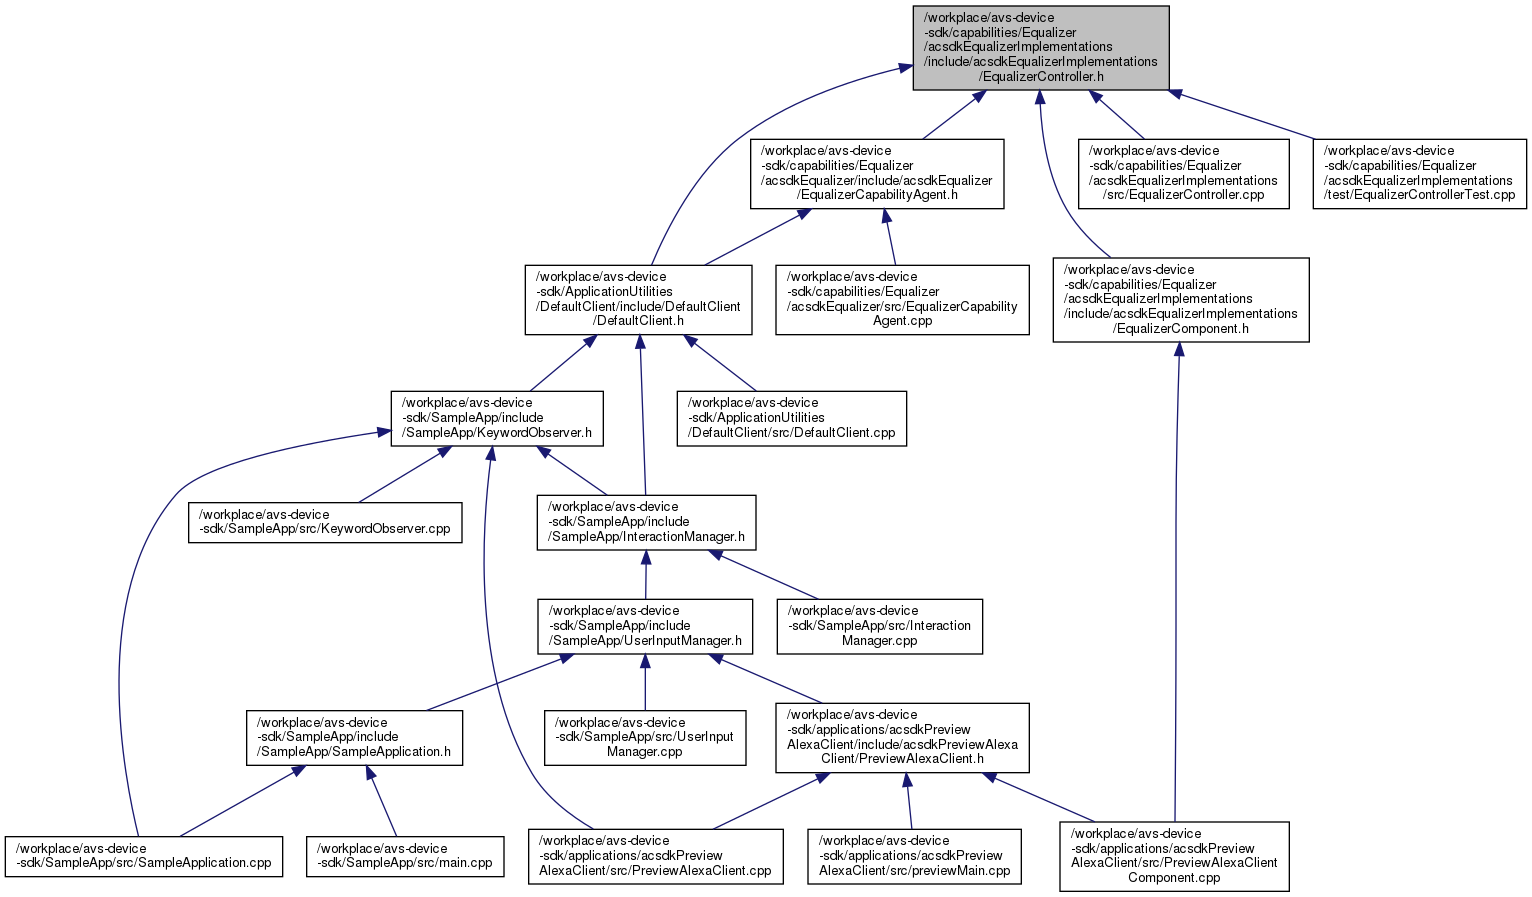 /workplace/avs-device
-sdk/capabilities/Equalizer
/acsdkEqualizerImplementations
/include/acsdkEqualizerImplementations
/EqualizerController.h
/workplace/avs-device
-sdk/capabilities/Equalizer
/acsdkEqualizer/include/acsdkEqualizer
/EqualizerCapabilityAgent.h
/workplace/avs-device
-sdk/capabilities/Equalizer
/acsdkEqualizerImplementations
/src/EqualizerController.cpp
/workplace/avs-device
-sdk/capabilities/Equalizer
/acsdkEqualizerImplementations
/test/EqualizerControllerTest.cpp
/workplace/avs-device
-sdk/ApplicationUtilities
/DefaultClient/include/DefaultClient
/DefaultClient.h
/workplace/avs-device
-sdk/capabilities/Equalizer
/acsdkEqualizer/src/EqualizerCapability
Agent.cpp
/workplace/avs-device
-sdk/capabilities/Equalizer
/acsdkEqualizerImplementations
/include/acsdkEqualizerImplementations
/EqualizerComponent.h
/workplace/avs-device
-sdk/SampleApp/include
/SampleApp/KeywordObserver.h
/workplace/avs-device
-sdk/ApplicationUtilities
/DefaultClient/src/DefaultClient.cpp
/workplace/avs-device
-sdk/SampleApp/src/KeywordObserver.cpp
/workplace/avs-device
-sdk/SampleApp/include
/SampleApp/InteractionManager.h
/workplace/avs-device
-sdk/SampleApp/include
/SampleApp/UserInputManager.h
/workplace/avs-device
-sdk/SampleApp/src/Interaction
Manager.cpp
/workplace/avs-device
-sdk/SampleApp/include
/SampleApp/SampleApplication.h
/workplace/avs-device
-sdk/SampleApp/src/UserInput
Manager.cpp
/workplace/avs-device
-sdk/applications/acsdkPreview
AlexaClient/include/acsdkPreviewAlexa
Client/PreviewAlexaClient.h
/workplace/avs-device
-sdk/SampleApp/src/SampleApplication.cpp
/workplace/avs-device
-sdk/SampleApp/src/main.cpp
/workplace/avs-device
-sdk/applications/acsdkPreview
AlexaClient/src/PreviewAlexaClient.cpp
/workplace/avs-device
-sdk/applications/acsdkPreview
AlexaClient/src/previewMain.cpp
/workplace/avs-device
-sdk/applications/acsdkPreview
AlexaClient/src/PreviewAlexaClient
Component.cpp